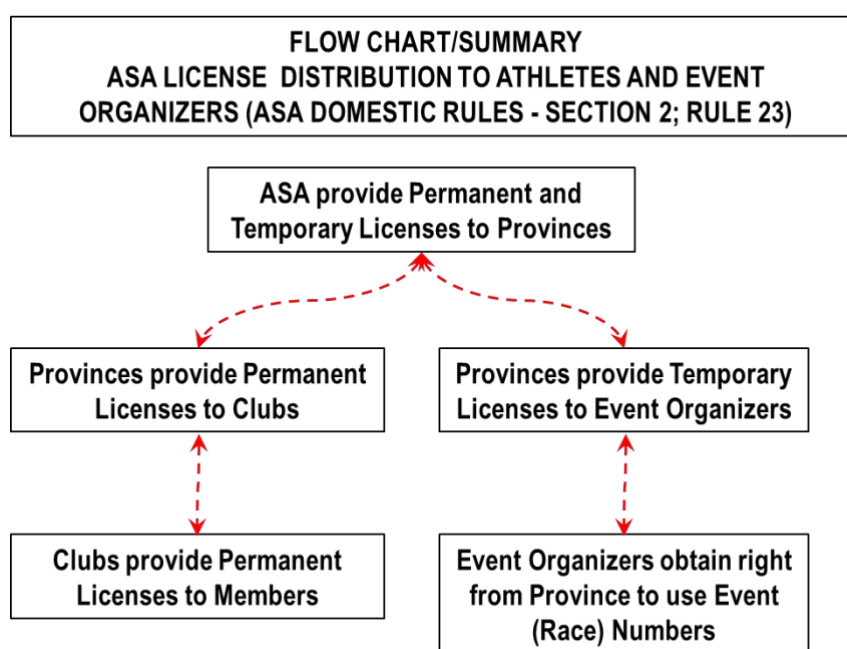 FLOW CHART/SUMMARY
ASA LICENSE DISTRIBUTION TO ATHLETES AND EVENT
ORGANIZERS (ASA DOMESTIC RULES - SECTION 2; RULE 23)
ASA provide Permanent and
Temporary Licenses to Provinces
Provinces provide Permanent
Licenses to Clubs
Provinces provide Temporary
Licenses to Event Organizers
Clubs provide Permanent
Licenses to Members
Event Organizers obtain right
from Province to use Event
(Race) Numbers